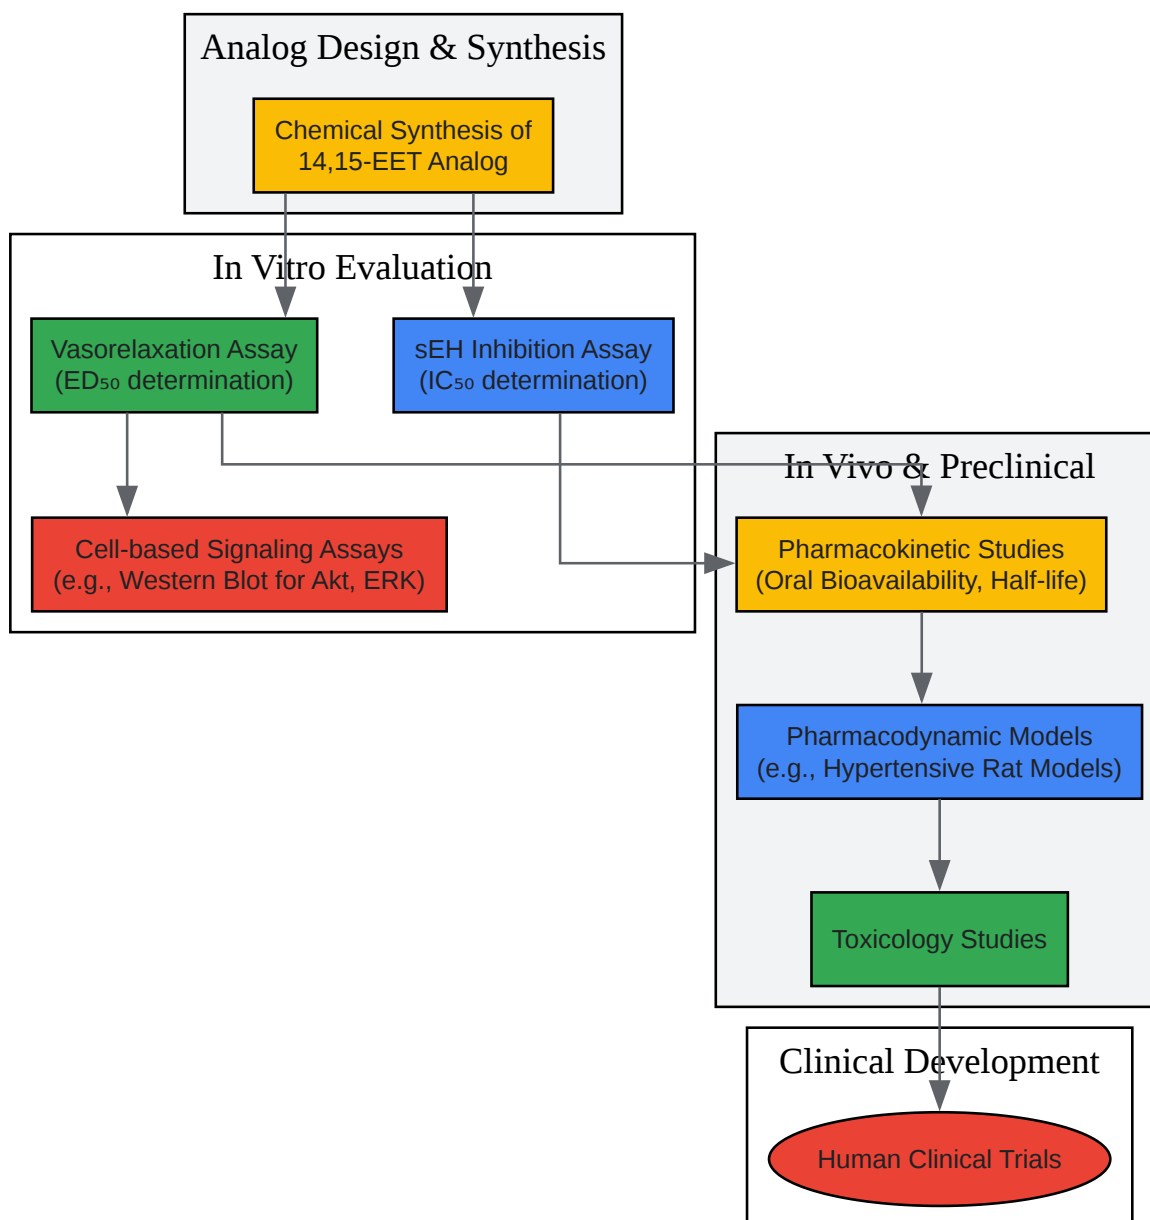 Analog Design & Synthesis
Chemical Synthesis of
14,15-EET Analog
In Vitro Evaluation
Vasorelaxation Assay
(ED₅₀ determination)
sEH Inhibition Assay
(IC₅₀ determination)
Cell-based Signaling Assays
(e.g., Western Blot for Akt, ERK)
In Vivo & Preclinical
Pharmacokinetic Studies
(Oral Bioavailability, Half-life)
Pharmacodynamic Models
(e.g., Hypertensive Rat Models)
Toxicology Studies
Clinical Development
Human Clinical Trials